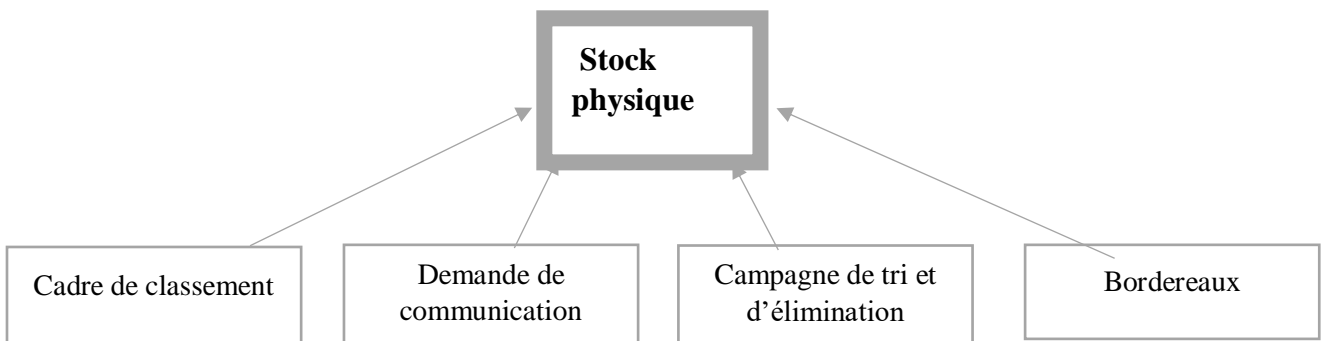 Stock
physique
Cadre de classement
Demande de
communication
Campagne de tri et
d’élimination
Bordereaux